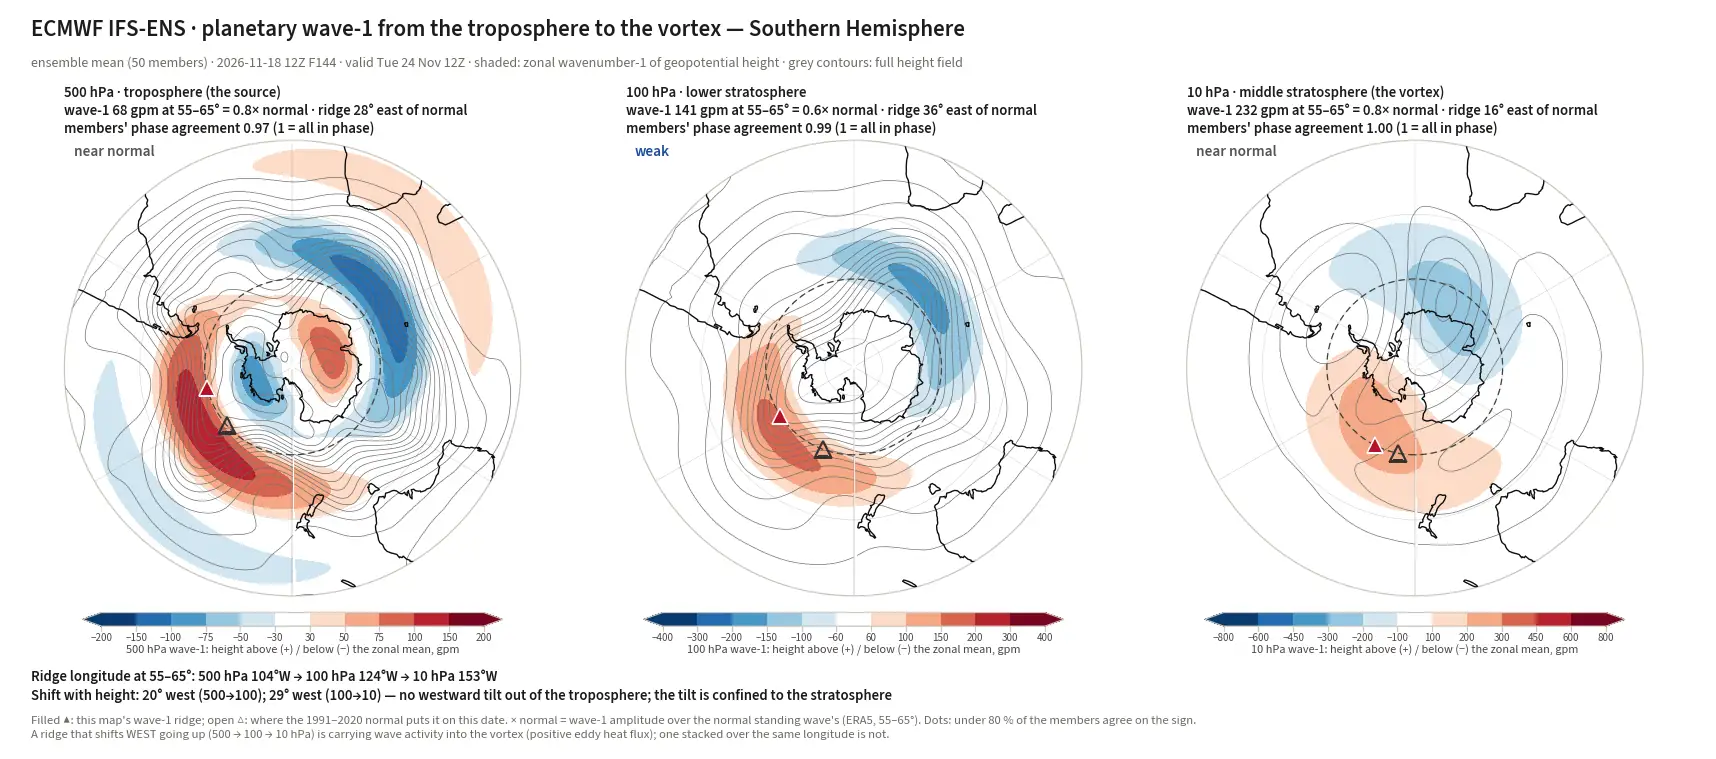 ECMWF IFS-ENS · planetary wave-1 from the troposphere to the vortex — Southern Hemisphere
ensemble mean (50 members) · 2026-11-18 12Z F144 · valid Tue 24 Nov 12Z · shaded: zonal wavenumber-1 of geopotential height · grey contours: full height field
500 hPa · troposphere (the source)
wave-1 68 gpm at 55–65° = 0.8× normal · ridge 28° east of normal
members' phase agreement 0.97 (1 = all in phase)
near normal
100 hPa · lower stratosphere
wave-1 141 gpm at 55–65° = 0.6× normal · ridge 36° east of normal
members' phase agreement 0.99 (1 = all in phase)
weak
10 hPa · middle stratosphere (the vortex)
wave-1 232 gpm at 55–65° = 0.8× normal · ridge 16° east of normal
members' phase agreement 1.00 (1 = all in phase)
near normal
−200 −150 −100 −75 −50 −30 30 50 75 100 150 200
500 hPa wave-1: height above (+) / below (−) the zonal mean, gpm
−400 −300 −200 −150 −100 −60 60 100 150 200 300 400
100 hPa wave-1: height above (+) / below (−) the zonal mean, gpm
−800 −600 −450 −300 −200 −100 100 200 300 450 600 800
10 hPa wave-1: height above (+) / below (−) the zonal mean, gpm
Ridge longitude at 55–65°: 500 hPa 104°W → 100 hPa 124°W → 10 hPa 153°W
Shift with height: 20° west (500→100); 29° west (100→10) — no westward tilt out of the troposphere; the tilt is confined to the stratosphere
Filled ▲: this map's wave-1 ridge; open △: where the 1991–2020 normal puts it on this date. × normal = wave-1 amplitude over the normal standing wave's (ERA5, 55–65°). Dots: under 80 % of the members agree on the sign.
A ridge that shifts WEST going up (500 → 100 → 10 hPa) is carrying wave activity into the vortex (positive eddy heat flux); one stacked over the same longitude is not.